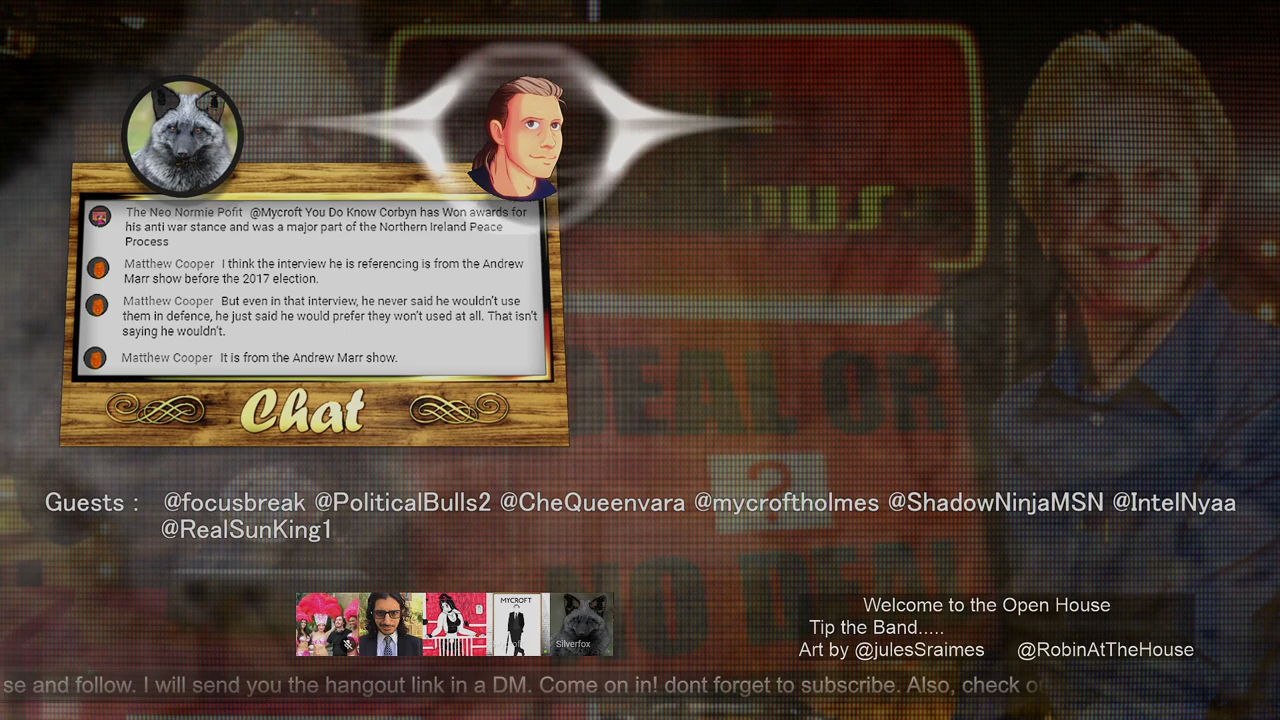 The Neo Normie Pofit @Mycroft You Do Know Corbyn has Won awards for
his anti war stance and was a major part of the Northern Ireland Peace
Process
Matthew Cooper I think the interview he is referencing is from the Andrew
Marr show before the 2017 election.
Matthew Cooper But even in that interview, he never said he wouldn't use
them in defence, he just said he would prefer they won't used at all. That isn't
saying he wouldn't.
Matthew Cooper It is from the Andrew Marr show.
Chat
DEAL OR
?
NO DEAL
Guests : @focusbreak @PoliticalBulls2 @CheQueenvara @mycroftholmes @ShadowNinjaMSN @IntelNyaa
@RealSunKing1
MYCROFT
Silverfox
Welcome to the Open House
Tip the Band.....
Art by @julesSraimes @RobinAtTheHouse
se and follow. I will send you the hangout link in a DM. Come on in! dont forget to subscribe. Also, check